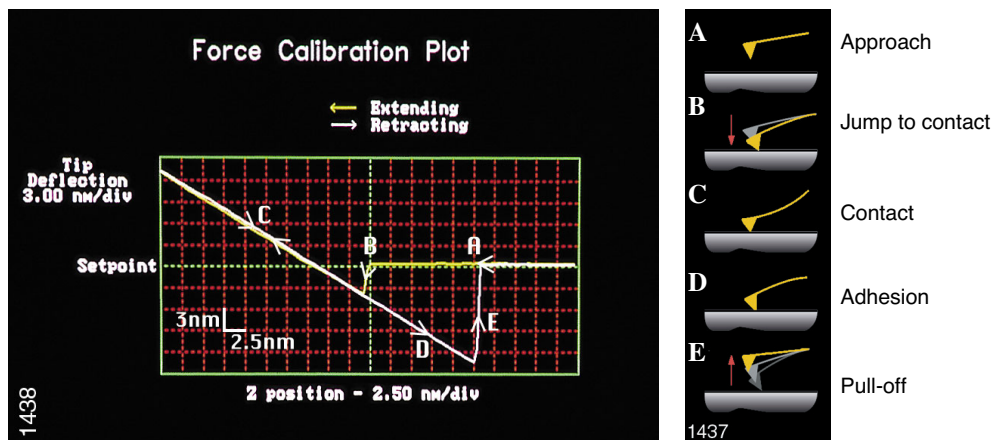 Force Calibration Plot
Extending
Retracting
Tip
Deflection
3.00 nm/div
C
B
A
Setpoint
3nm
2.5nm
D
E
Z position - 2.50 nm/div
1438
A
Approach
B
Jump to contact
C
Contact
D
Adhesion
E
Pull-off
1437